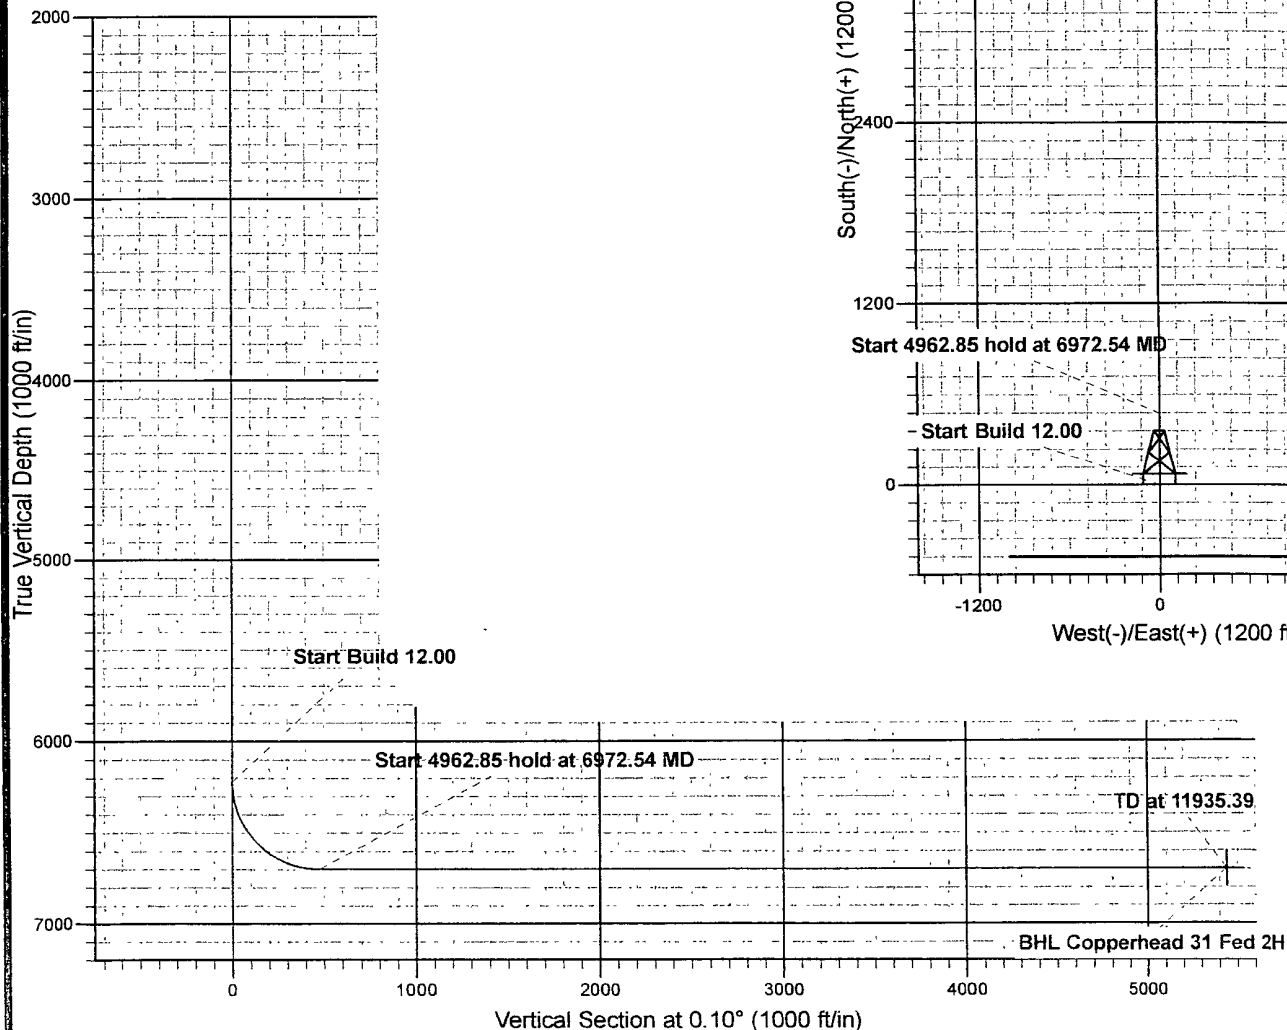 2000
3000
4000
5000
6000
7000
True Vertical Depth (1000 ft/in)
Start Build 12.00
Start 4962.85 hold at 6972.54 MD
TD at 11935.39
BHL Copperhead 31 Fed 2H
0
1000
2000
3000
4000
5000
Vertical Section at 0.10° (1000 ft/in)
South(-)/North(+) (1200
2400
1200
0
Start 4962.85 hold at 6972.54 MD
Start Build 12.00
-1200
0
West(-)/East(+) (1200 f